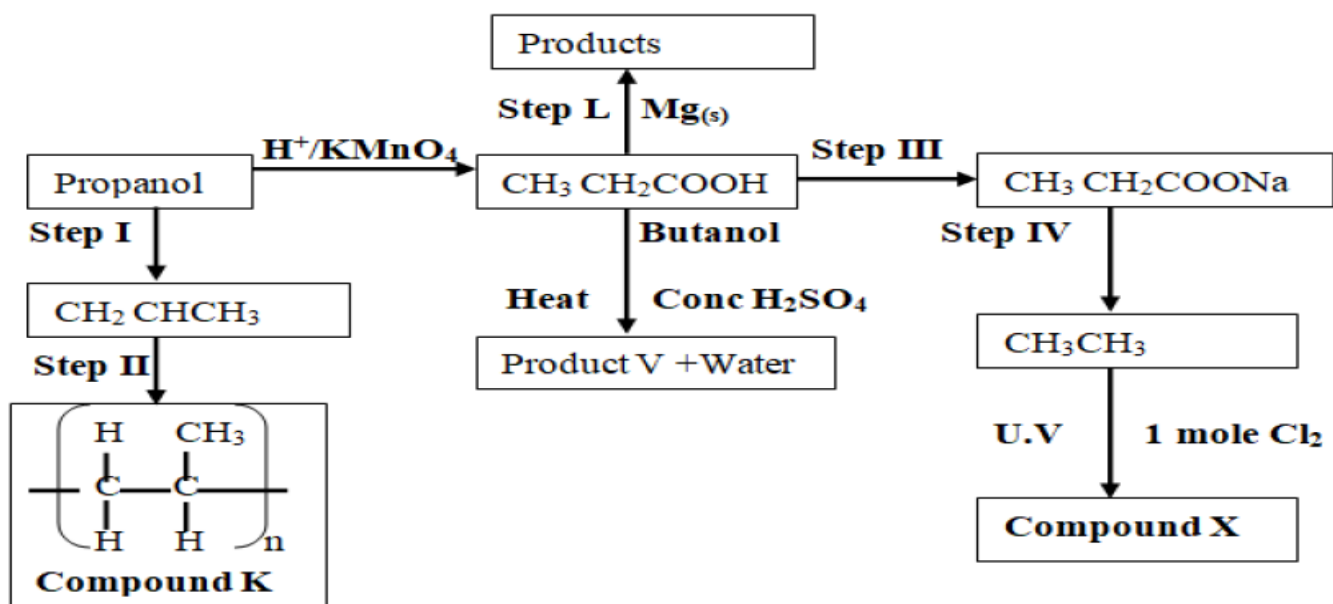 Products
Step L Mg(s)
H⁺/KMnO₄
Step III
Propanol
CH₃ CH₂COOH
CH₃ CH₂COONa
Step I
Butanol
Step IV
Heat Conc H₂SO₄
CH₂ CHCH₃
CH₃CH₃
Step II
Product V +Water
H CH₃
C C
H H n
Compound K
U.V 1 mole Cl₂
Compound X